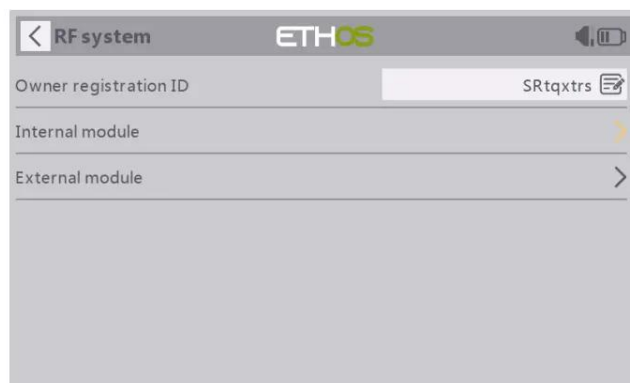 RF system ETHOS
Owner registration ID SRtqxtrs
Internal module
External module